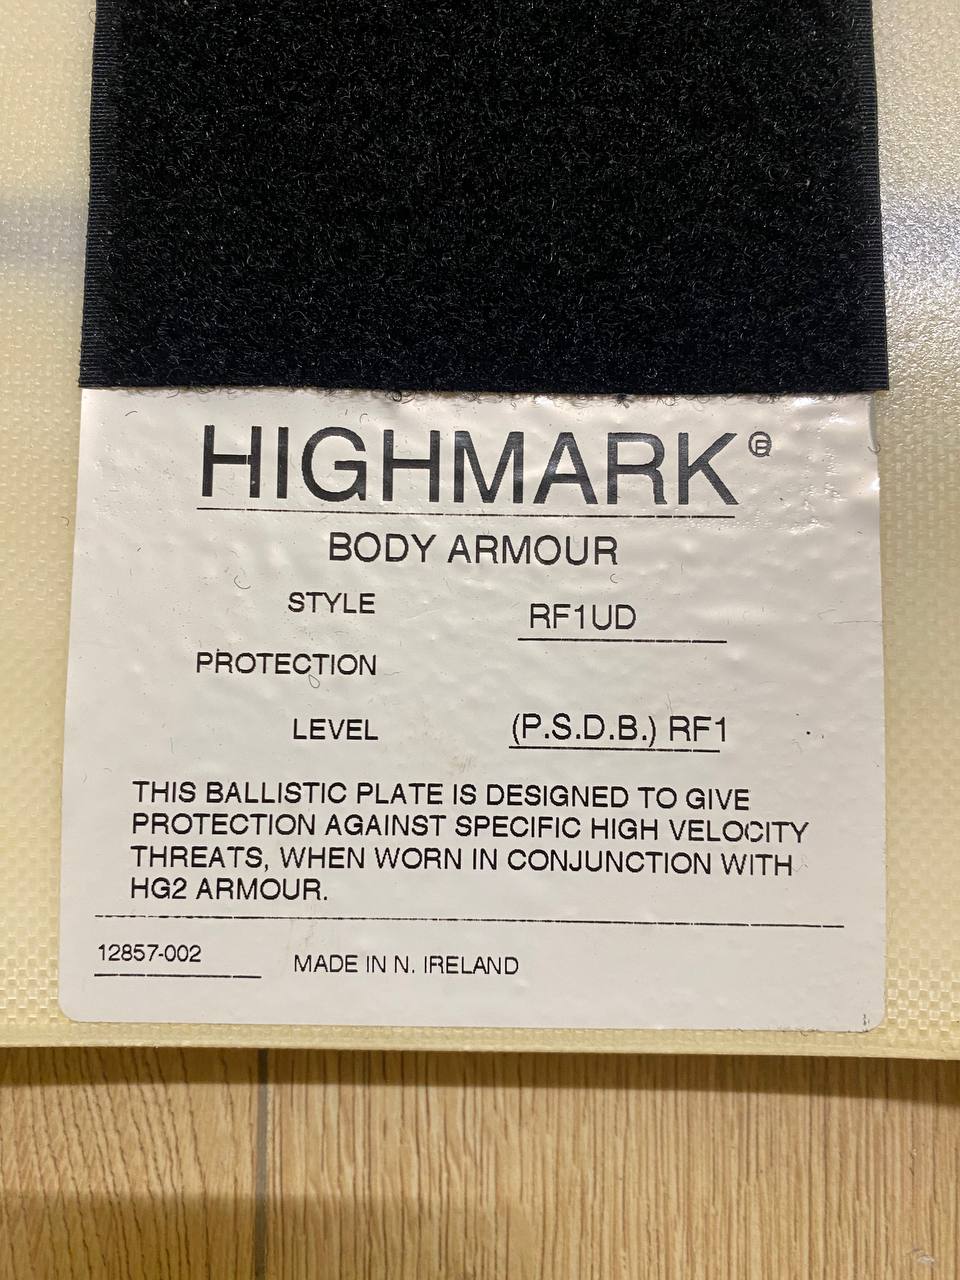 HIGHMARK®
BODY ARMOUR
STYLE RF1UD
PROTECTION
LEVEL (P.S.D.B.) RF1
THIS BALLISTIC PLATE IS DESIGNED TO GIVE
PROTECTION AGAINST SPECIFIC HIGH VELOCITY
THREATS, WHEN WORN IN CONJUNCTION WITH
HG2 ARMOUR.
12857-002 MADE IN N. IRELAND